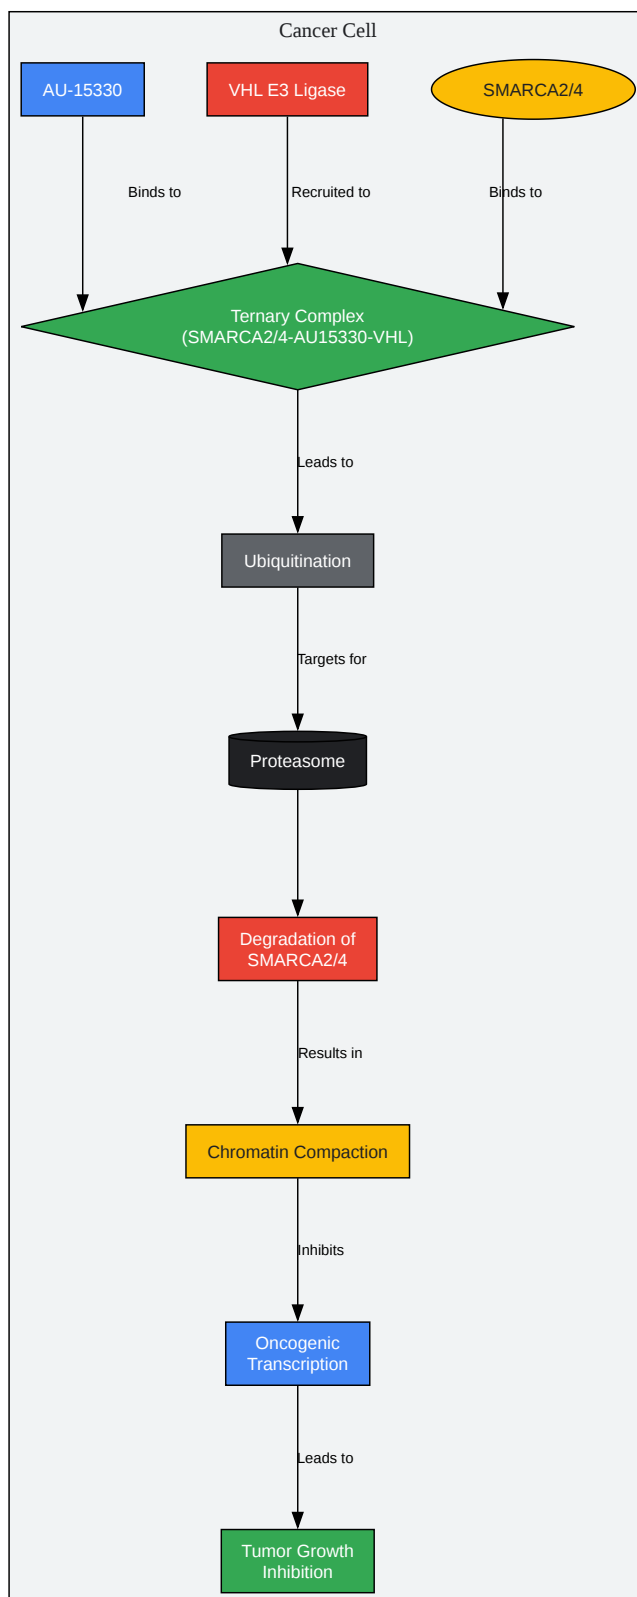 Cancer Cell
AU-15330
VHL E3 Ligase
SMARCA2/4
Binds to
Recruited to
Binds to
Ternary Complex
(SMARCA2/4-AU15330-VHL)
Leads to
Ubiquitination
Targets for
Proteasome
Degradation of
SMARCA2/4
Results in
Chromatin Compaction
Inhibits
Oncogenic
Transcription
Leads to
Tumor Growth
Inhibition